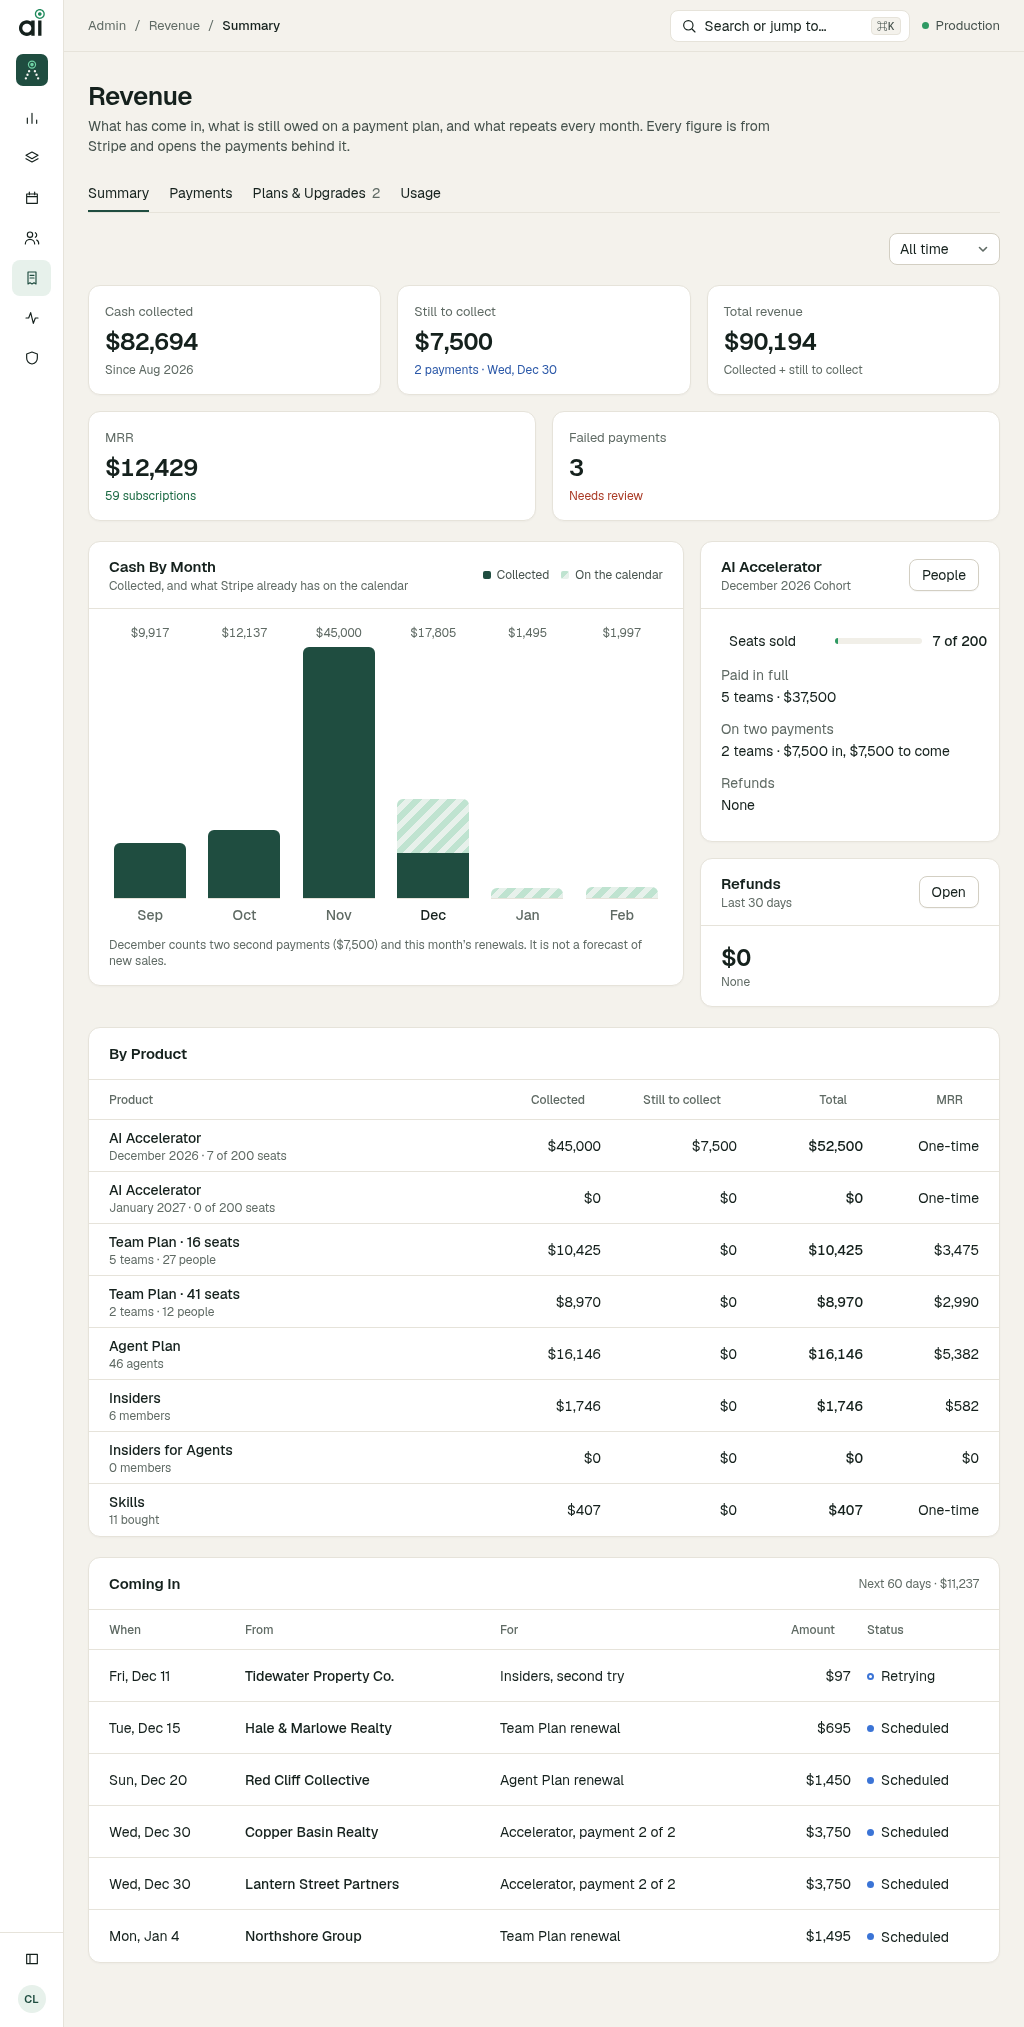 ai
Admin / Revenue / Summary
Search or jump to...
⌘K
Production
Revenue
What has come in, what is still owed on a payment plan, and what repeats every month. Every figure is from
Stripe and opens the payments behind it.
Summary Payments Plans & Upgrades 2 Usage
All time
Cash collected
$82,694
Since Aug 2026
Still to collect
$7,500
2 payments · Wed, Dec 30
Total revenue
$90,194
Collected + still to collect
MRR
$12,429
59 subscriptions
Failed payments
3
Needs review
Cash By Month
Collected, and what Stripe already has on the calendar
Collected On the calendar
$9,917 $12,137 $45,000 $17,805 $1,495 $1,997
Sep Oct Nov Dec Jan Feb
December counts two second payments ($7,500) and this month's renewals. It is not a forecast of
new sales.
AI Accelerator
December 2026 Cohort
People
Seats sold 7 of 200
Paid in full
5 teams · $37,500
On two payments
2 teams · $7,500 in, $7,500 to come
Refunds
None
Refunds
Last 30 days
Open
$0
None
By Product
Product Collected Still to collect Total MRR
AI Accelerator
December 2026 · 7 of 200 seats
$45,000 $7,500 $52,500 One-time
AI Accelerator
January 2027 · 0 of 200 seats
$0 $0 $0 One-time
Team Plan · 16 seats
5 teams · 27 people
$10,425 $0 $10,425 $3,475
Team Plan · 41 seats
2 teams · 12 people
$8,970 $0 $8,970 $2,990
Agent Plan
46 agents
$16,146 $0 $16,146 $5,382
Insiders
6 members
$1,746 $0 $1,746 $582
Insiders for Agents
0 members
$0 $0 $0 $0
Skills
11 bought
$407 $0 $407 One-time
Coming In
Next 60 days · $11,237
When From For Amount Status
Fri, Dec 11 Tidewater Property Co. Insiders, second try $97 Retrying
Tue, Dec 15 Hale & Marlowe Realty Team Plan renewal $695 Scheduled
Sun, Dec 20 Red Cliff Collective Agent Plan renewal $1,450 Scheduled
Wed, Dec 30 Copper Basin Realty Accelerator, payment 2 of 2 $3,750 Scheduled
Wed, Dec 30 Lantern Street Partners Accelerator, payment 2 of 2 $3,750 Scheduled
Mon, Jan 4 Northshore Group Team Plan renewal $1,495 Scheduled
CL